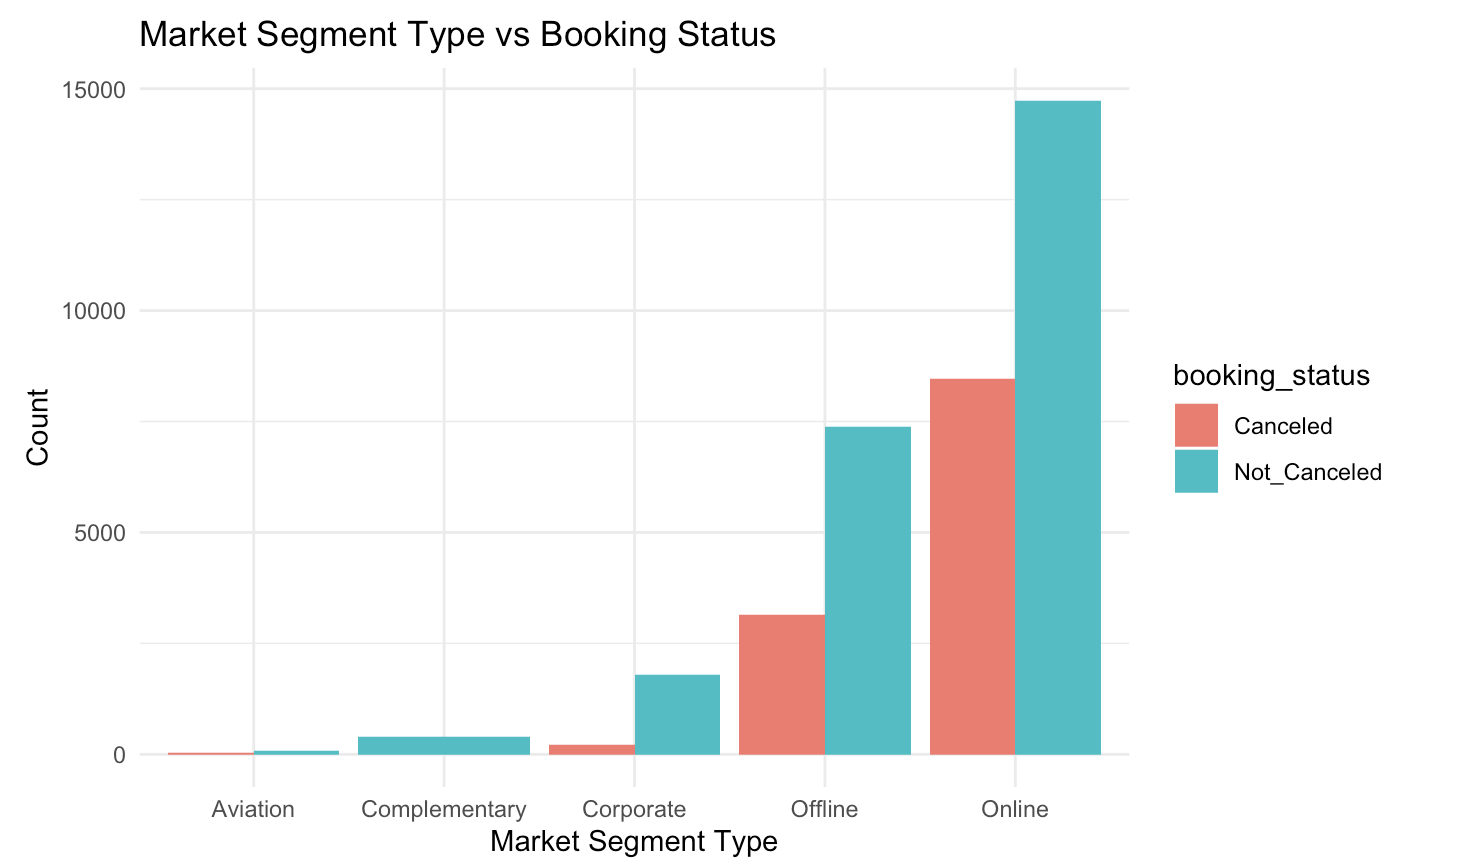 Market Segment Type vs Booking Status
15000
10000
5000
0
Count
Aviation
Complementary
Corporate
Offline
Online
Market Segment Type
booking_status
Canceled
Not_Canceled